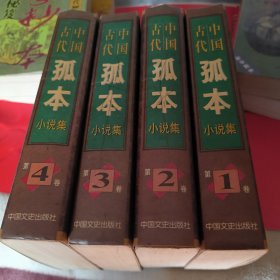 中国
古代
孤本
小说集
第4卷
中国文史出版社
中国
古代
孤本
小说集
第3卷
中国文史出版社
中国
古代
孤本
小说集
第2卷
中国文史出版社
中国
古代
孤本
小说集
第1卷
中国文史出版社